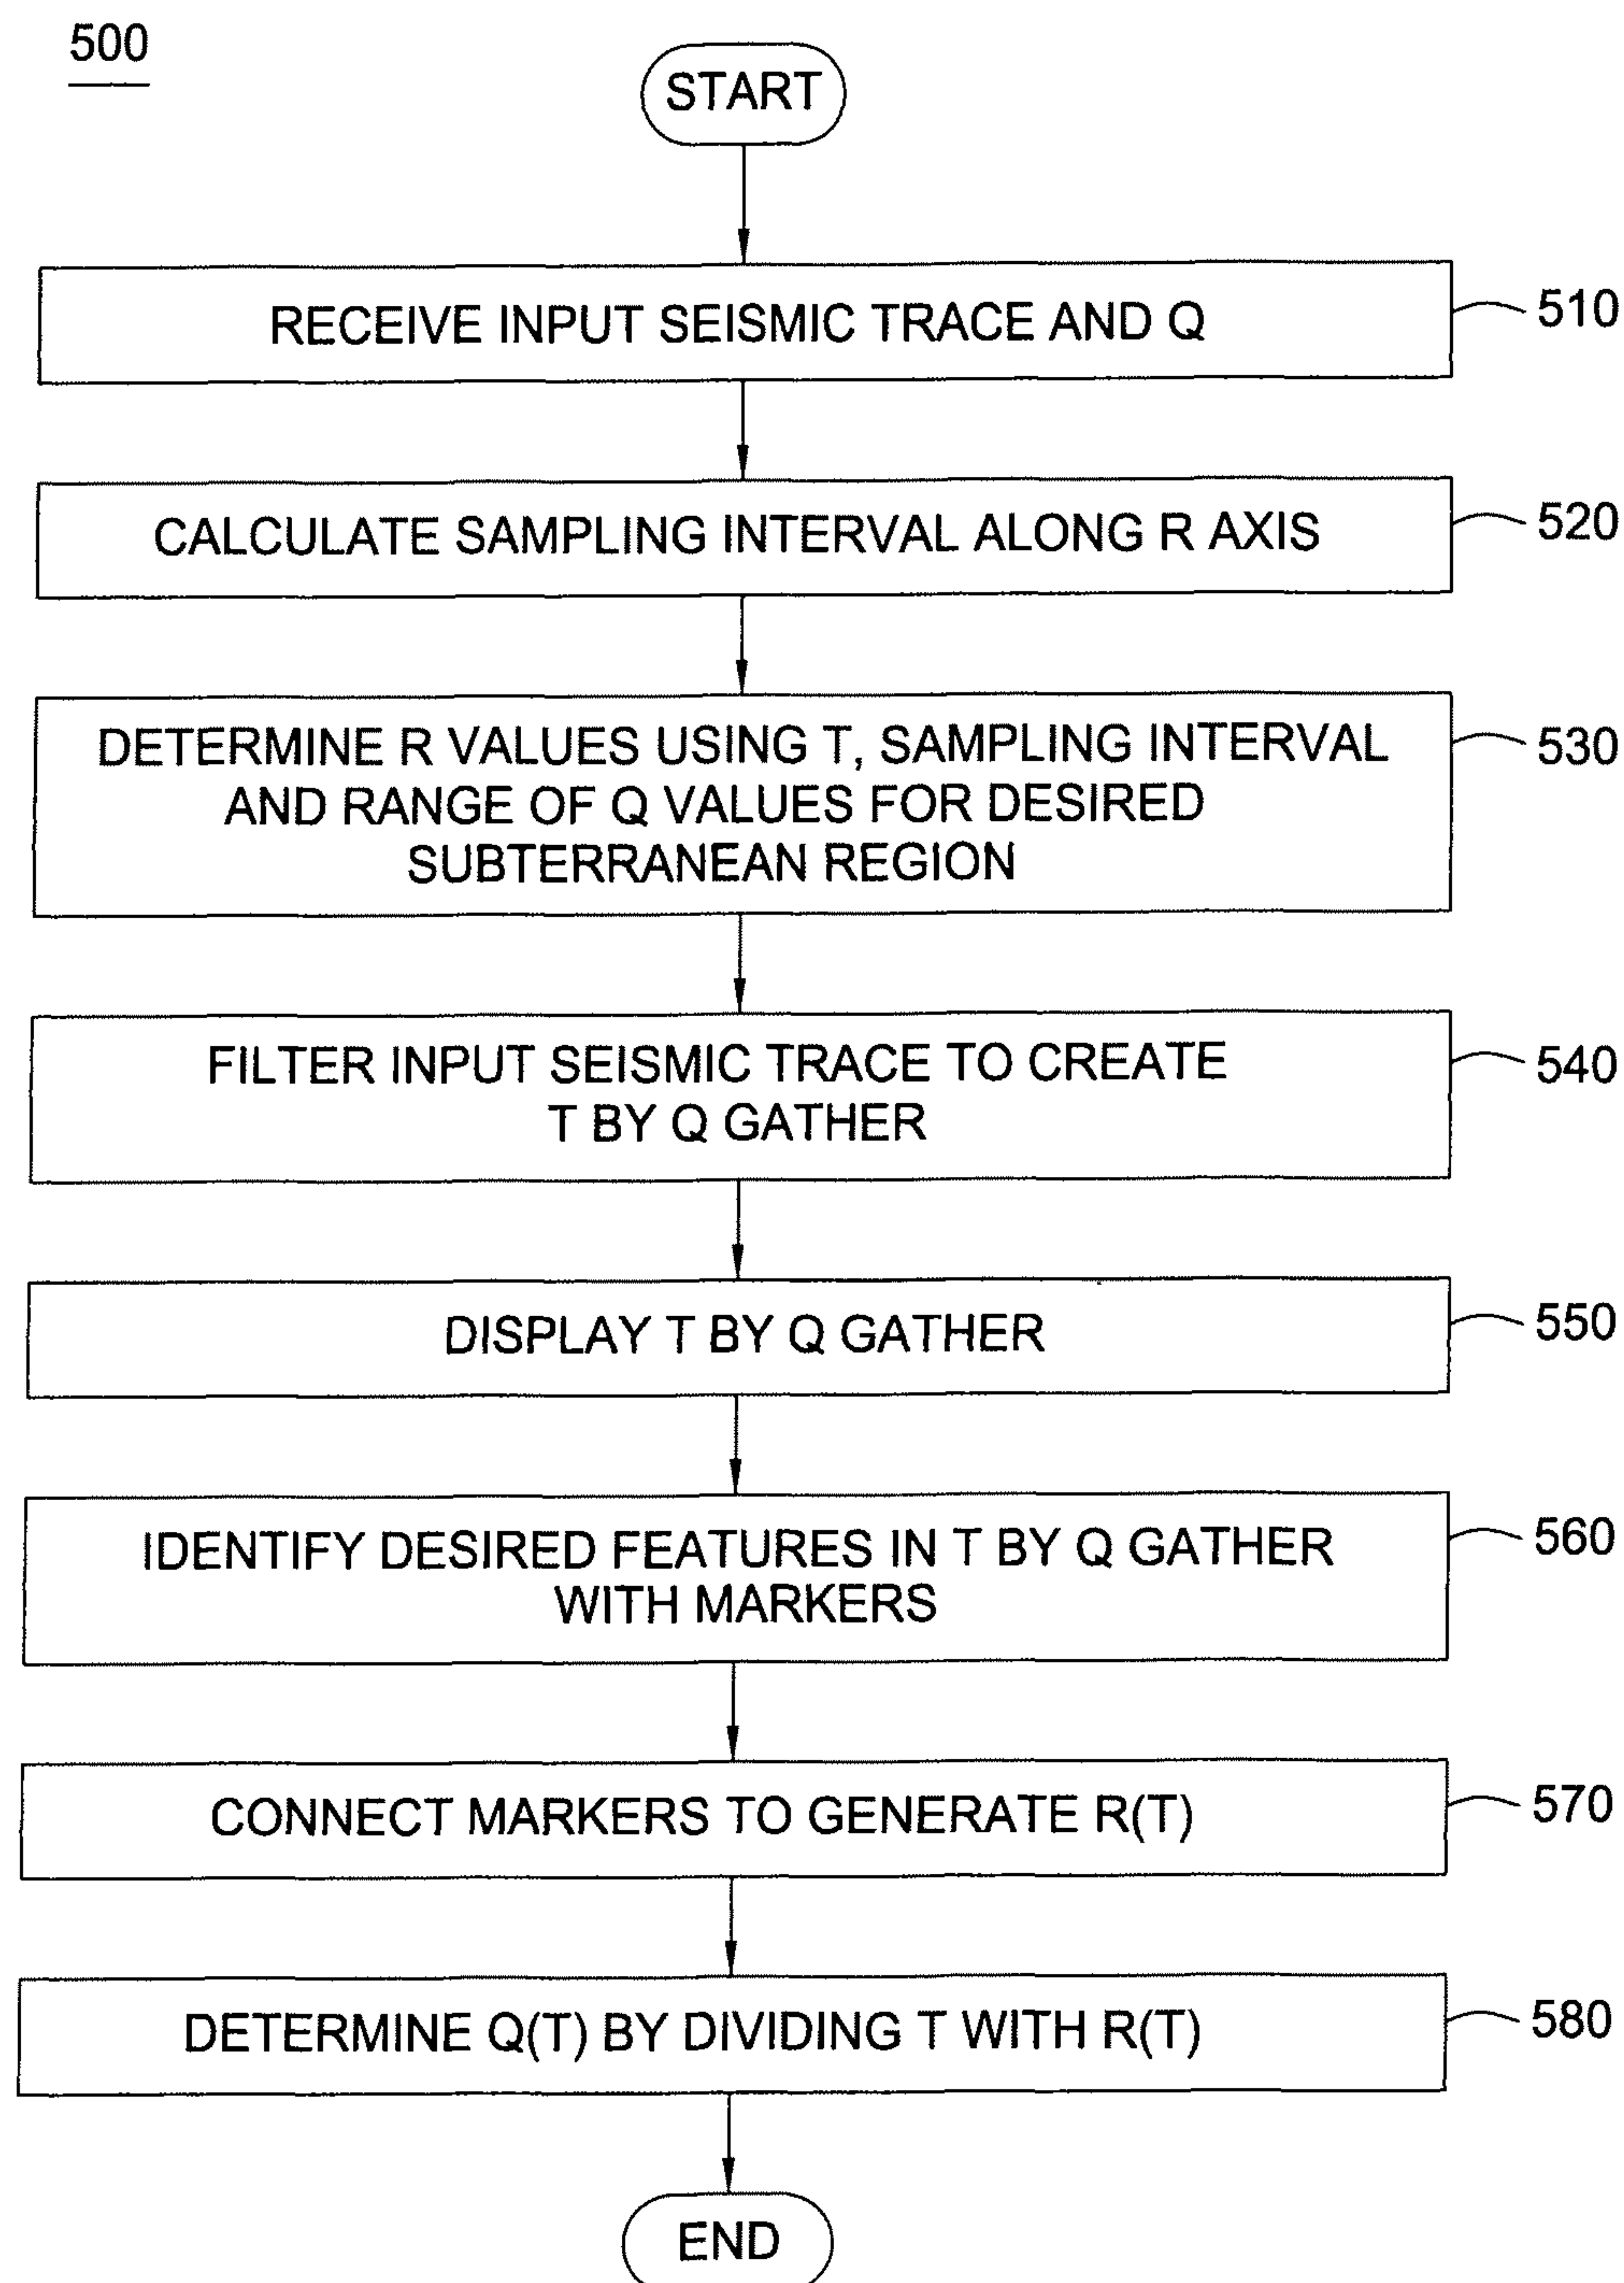 500
START
RECEIVE INPUT SEISMIC TRACE AND Q
510
CALCULATE SAMPLING INTERVAL ALONG R AXIS
520
DETERMINE R VALUES USING T, SAMPLING INTERVAL
AND RANGE OF Q VALUES FOR DESIRED
SUBTERRANEAN REGION
530
FILTER INPUT SEISMIC TRACE TO CREATE
T BY Q GATHER
540
DISPLAY T BY Q GATHER
550
IDENTIFY DESIRED FEATURES IN T BY Q GATHER
WITH MARKERS
560
CONNECT MARKERS TO GENERATE R(T)
570
DETERMINE Q(T) BY DIVIDING T WITH R(T)
580
END